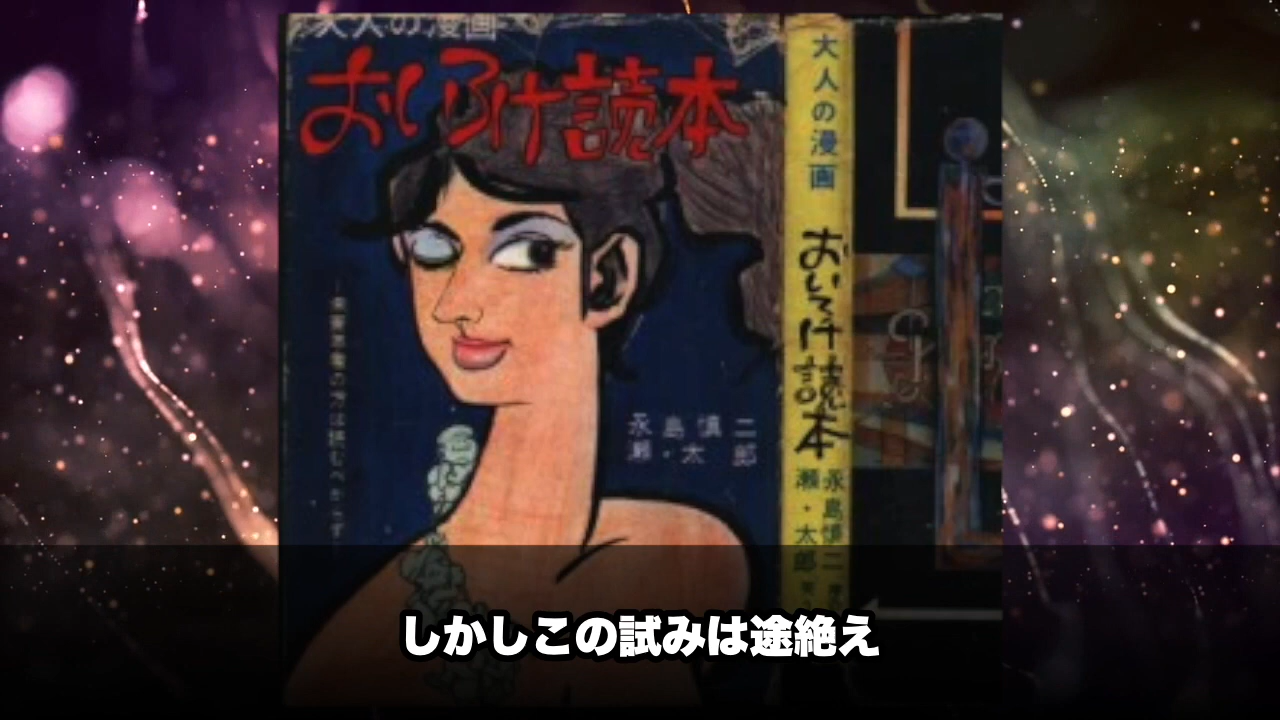 大人の漫画
おいろけ読本
永島慎二
瀬・太郎
大人の漫画 おいろけ読本 永島慎二 瀬・太郎
しかしこの試みは途絶え